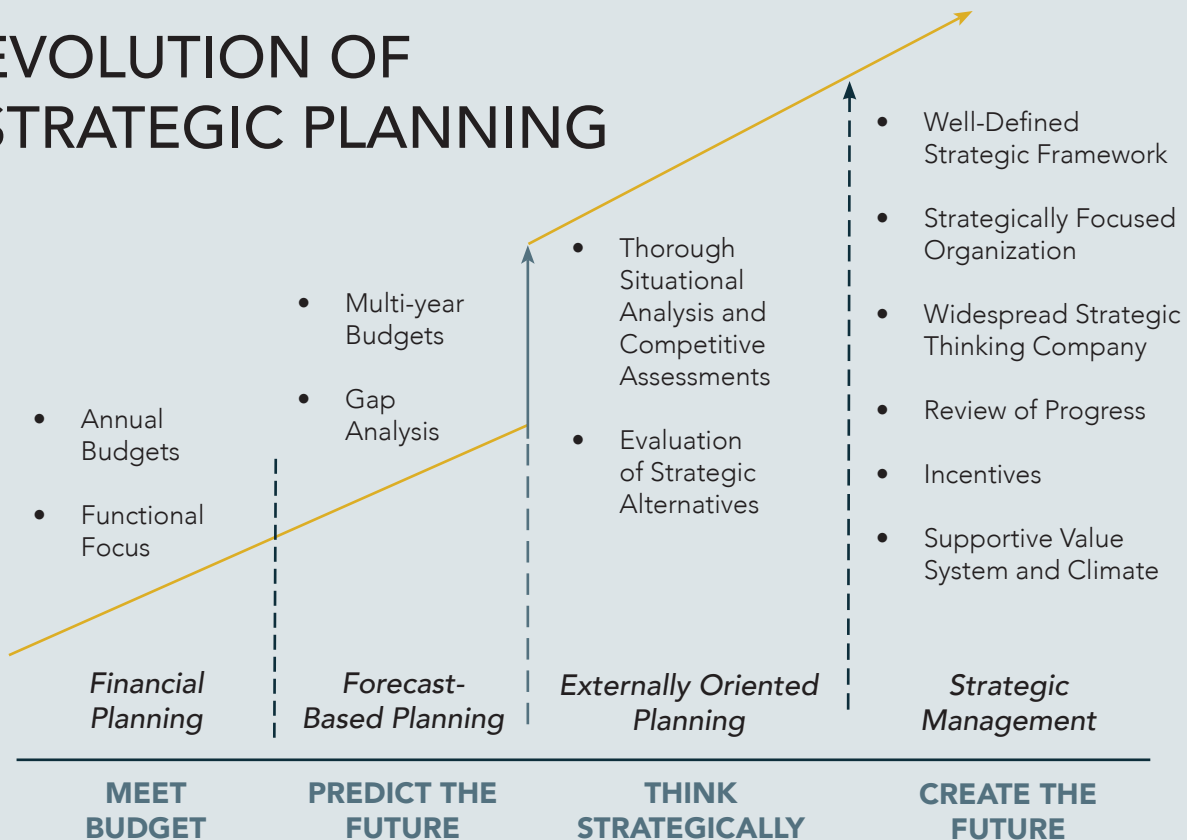 EVOLUTION OF
STRATEGIC PLANNING
• Annual
Budgets
• Functional
Focus
• Multi-year
Budgets
• Gap
Analysis
• Thorough
Situational
Analysis and
Competitive
Assessments
• Evaluation
of Strategic
Alternatives
• Well-Defined
Strategic Framework
• Strategically Focused
Organization
• Widespread Strategic
Thinking Company
• Review of Progress
• Incentives
• Supportive Value
System and Climate
Financial
Planning
Forecast-
Based Planning
Externally Oriented
Planning
Strategic
Management
MEET
BUDGET
PREDICT THE
FUTURE
THINK
STRATEGICALLY
CREATE THE
FUTURE